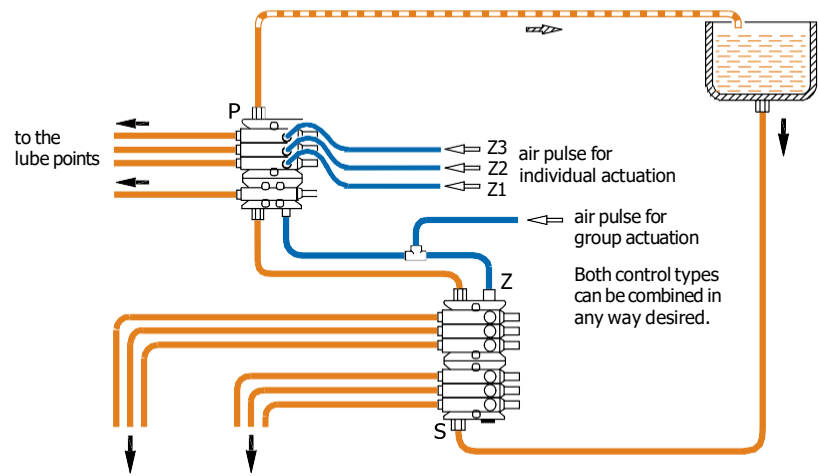 P
to the
lube points
Z3
Z2
Z1
air pulse for
individual actuation
air pulse for
group actuation
Z
Both control types
can be combined in
any way desired.
S